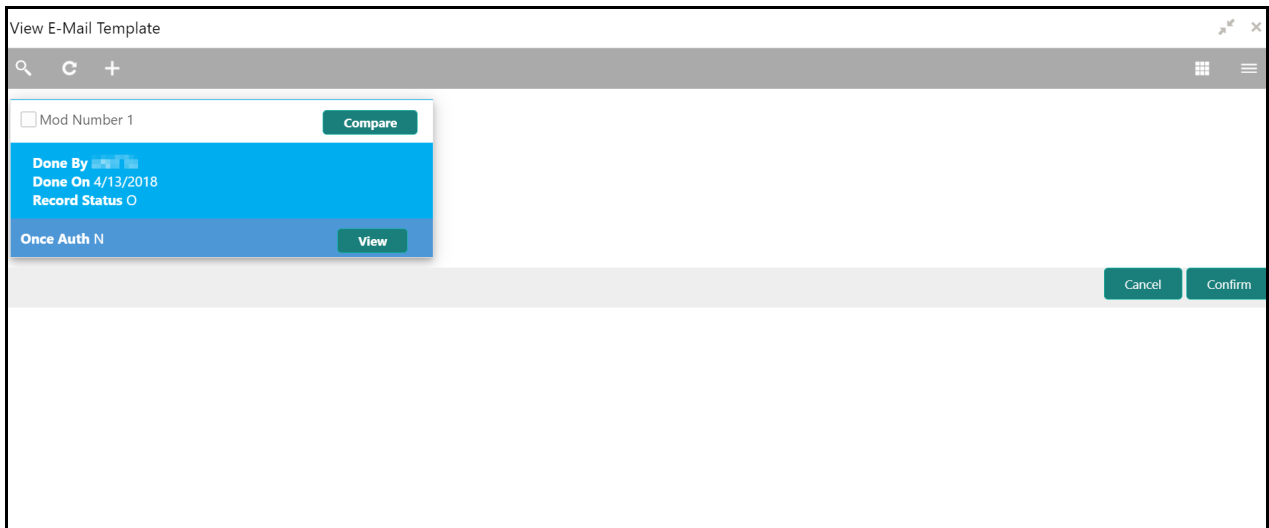 View E-Mail Template
Mod Number 1
Compare
Done By
Done On 4/13/2018
Record Status O
Once Auth N
View
Cancel
Confirm